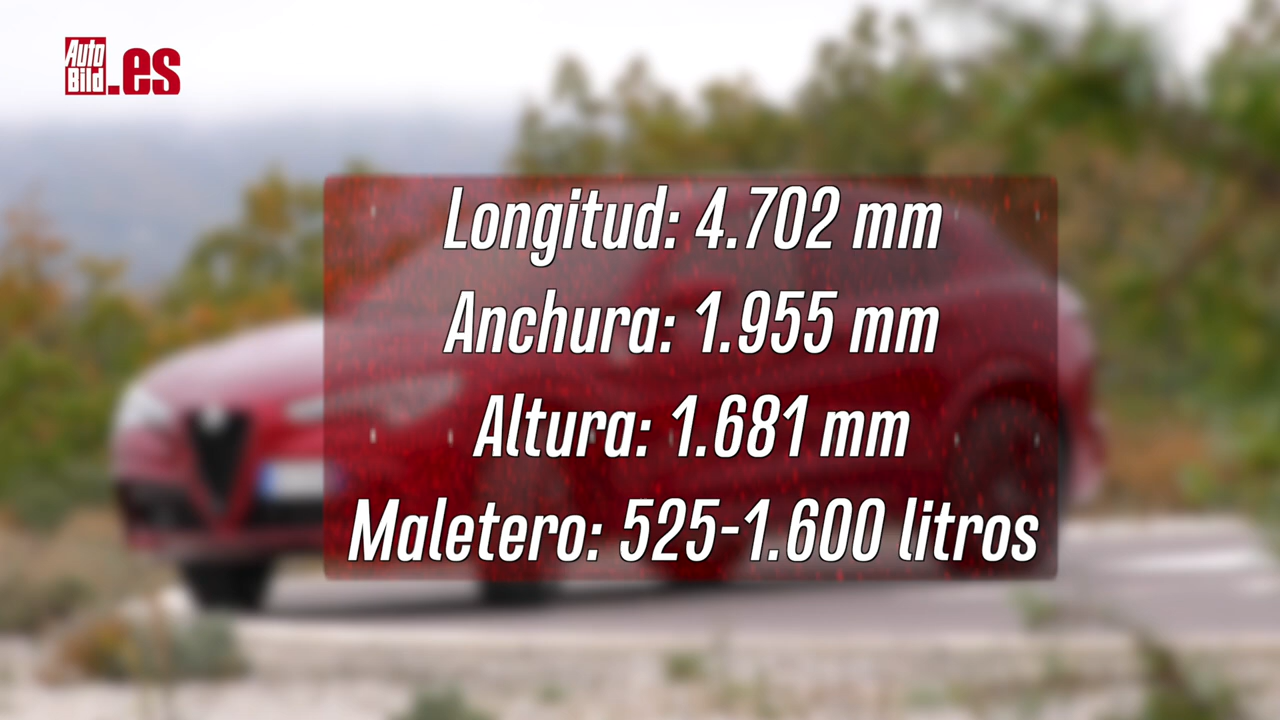 Auto
Bild.es
Longitud: 4.702 mm
Anchura: 1.955 mm
Altura: 1.681 mm
Maletero: 525-1.600 litros